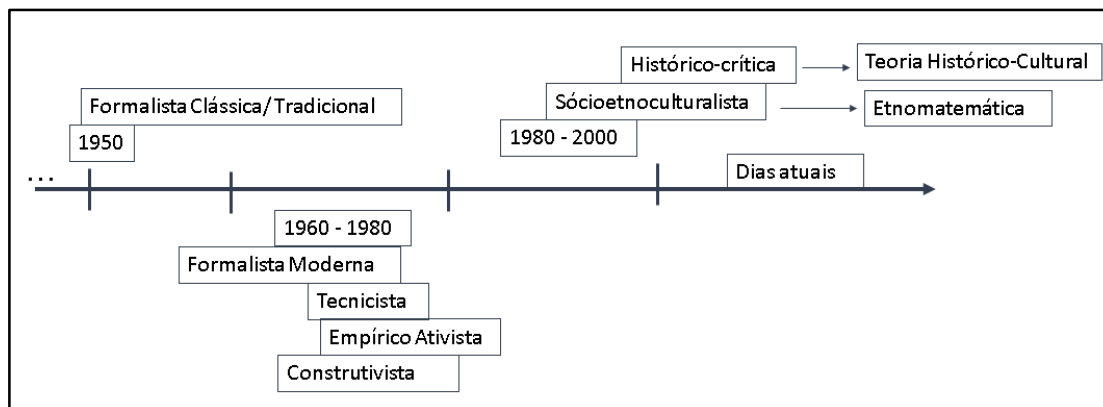 Histórico-crítica
Teoria Histórico-Cultural
Formalista Clássica/Tradicional
Sócioetnoculturalista
Etnomatemática
1950
1980 - 2000
...
Dias atuais
1960 - 1980
Formalista Moderna
Tecnicista
Empírico Ativista
Construtivista